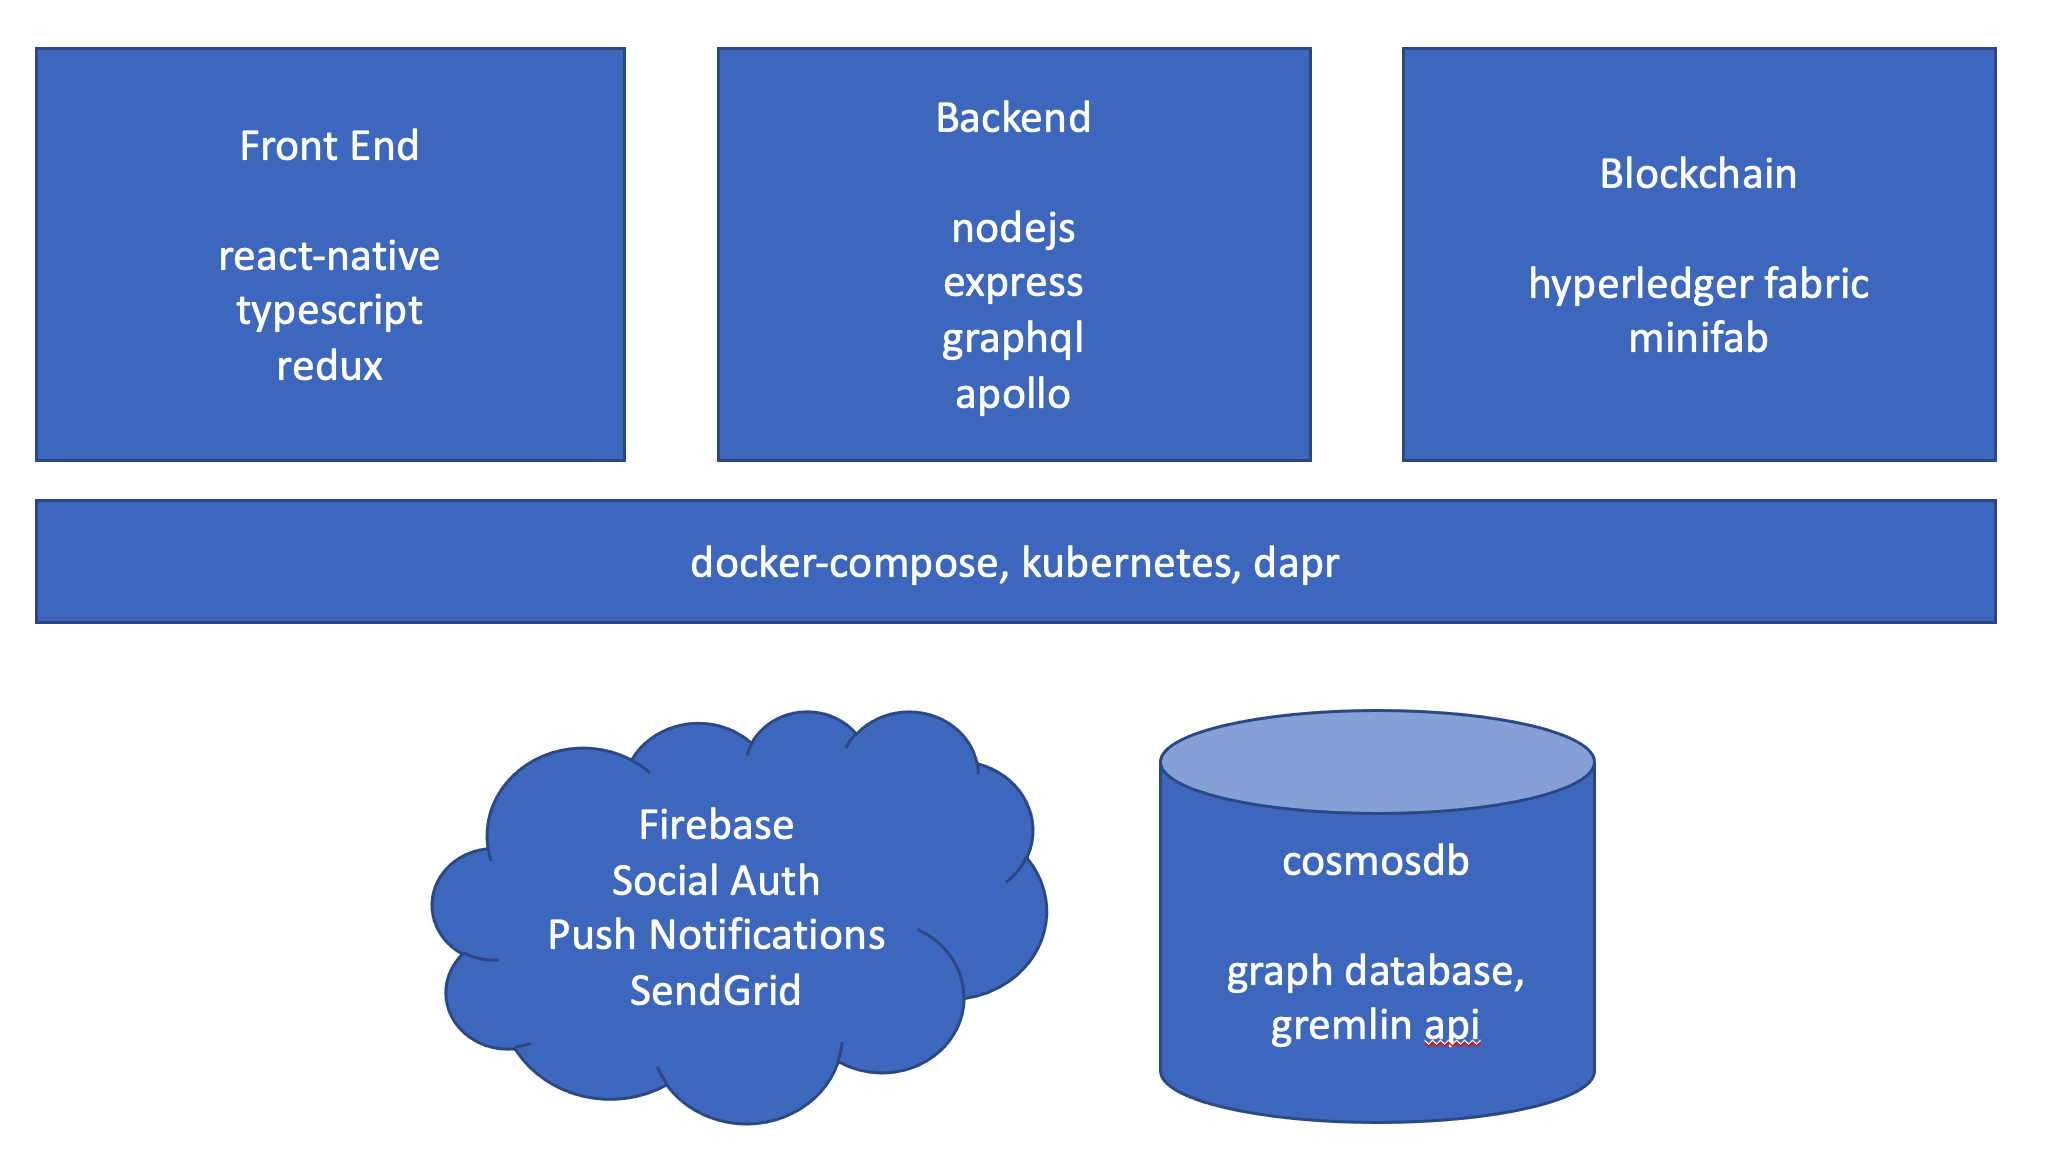 Front End
react-native
typescript
redux
Backend
nodejs
express
graphql
apollo
Blockchain
hyperledger fabric
minifab
docker-compose, kubernetes, dapr
Firebase
Social Auth
Push Notifications
SendGrid
cosmosdb
graph database,
gremlin api